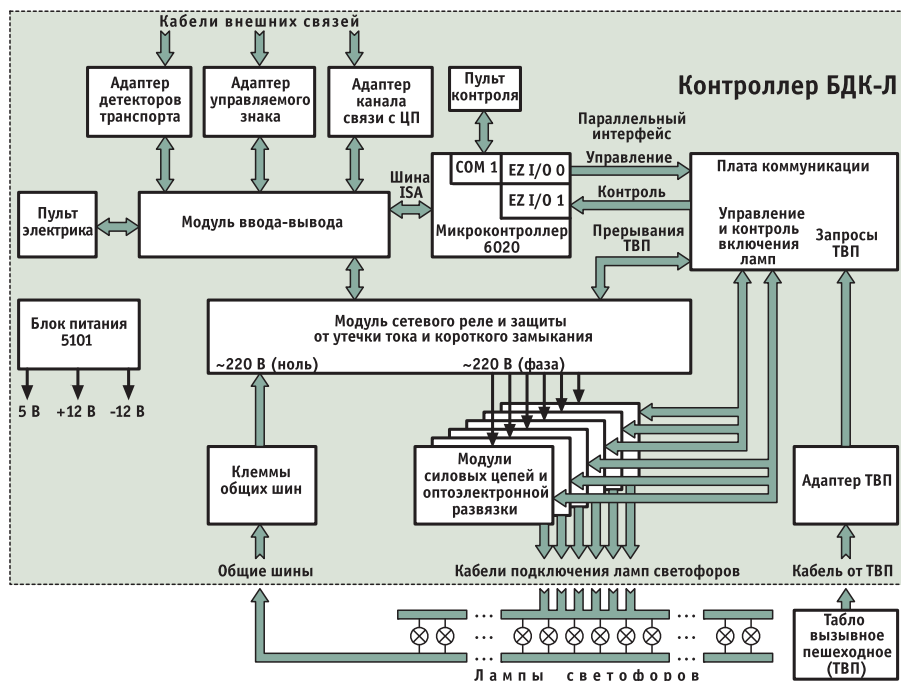 Кабели внешних связей
Адаптер
детекторов
транспорта
Адаптер
управляемого
знака
Адаптер
канала
связи с ЦП
Пульт
контроля
Контроллер БДК-Л
Параллельный
интерфейс
Управление
Контроль
COM 1
EZ I/O 0
EZ I/O 1
Микроконтроллер
6020
Шина
ISA
Плата коммуникации
Управление
и контроль
включения
ламп
Запросы
ТВП
Прерывания
ТВП
Пульт
электрика
Модуль ввода-вывода
Блок питания
5101
5 В
+12 В
-12 В
Модуль сетевого реле и защиты
от утечки тока и короткого замыкания
~220 В (ноль)
~220 В (фаза)
Клеммы
общих шин
Модули
силовых цепей и
оптоэлектронной
развязки
Адаптер ТВП
Общие шины
Кабели подключения ламп светофоров
Кабель от ТВП
Табло
вызывное
пешеходное
(ТВП)
...
...
...
...
...
...
Лампы светофоров